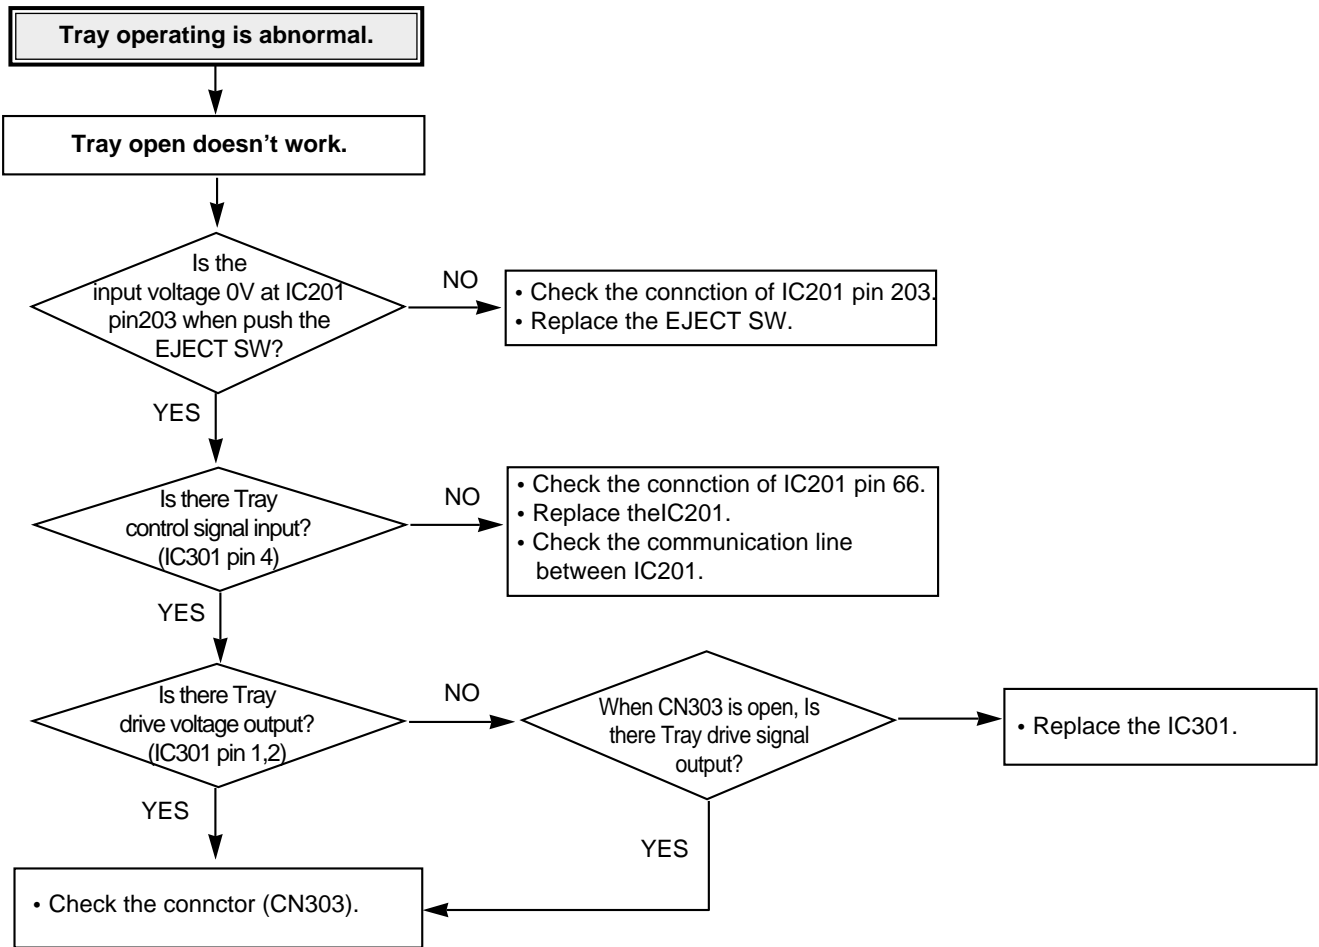 Tray operating is abnormal.
Tray open doesn’t work.
Is the
input voltage 0V at IC201
pin203 when push the
EJECT SW?
NO
• Check the connction of IC201 pin 203.
• Replace the EJECT SW.
YES
Is there Tray
control signal input?
(IC301 pin 4)
NO
• Check the connction of IC201 pin 66.
• Replace theIC201.
• Check the communication line
between IC201.
YES
Is there Tray
drive voltage output?
(IC301 pin 1,2)
NO
When CN303 is open, Is
there Tray drive signal
output?
• Replace the IC301.
YES
YES
• Check the connctor (CN303).